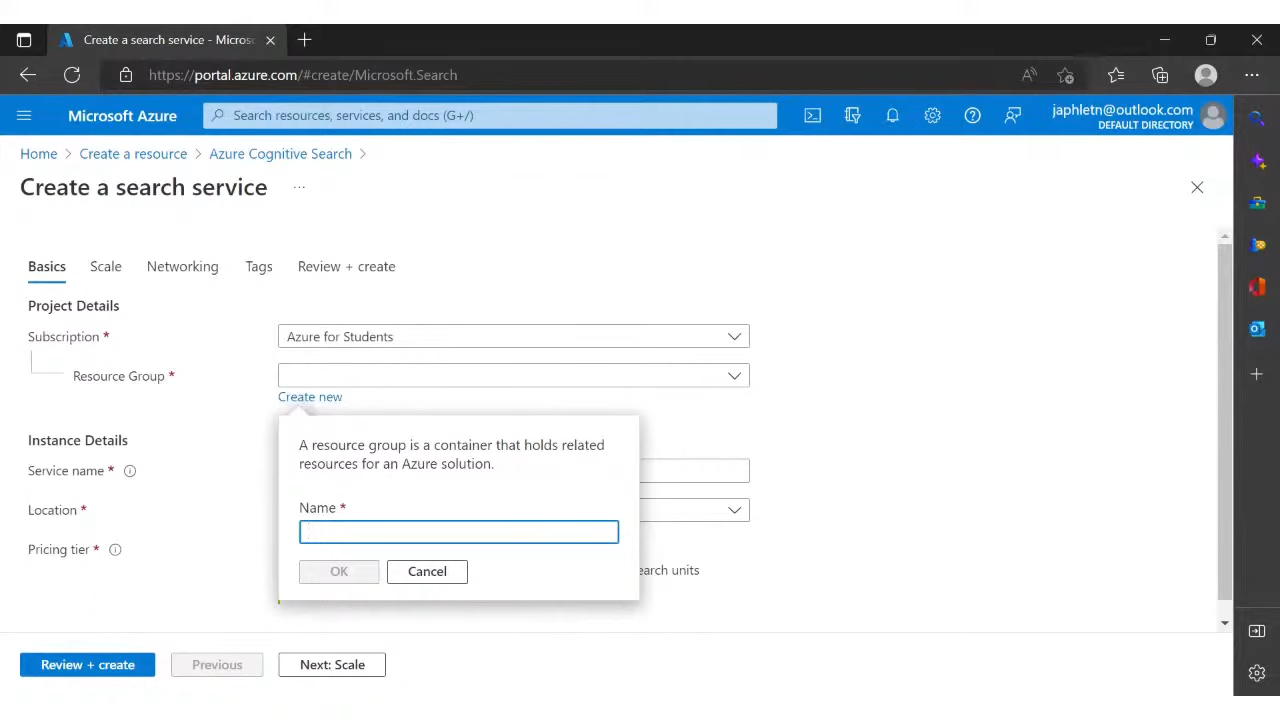 Create a search service - Micros
https://portal.azure.com/#create/Microsoft.Search
Microsoft Azure
Search resources, services, and docs (G+/)
japhletn@outlook.com
DEFAULT DIRECTORY
Home > Create a resource > Azure Cognitive Search >
Create a search service ...
Basics Scale Networking Tags Review + create
Project Details
Subscription * Azure for Students
Resource Group *
Create new
A resource group is a container that holds related
resources for an Azure solution.
Name *
OK Cancel
Instance Details
Service name *
Location *
Pricing tier *
earch units
Review + create Previous Next: Scale